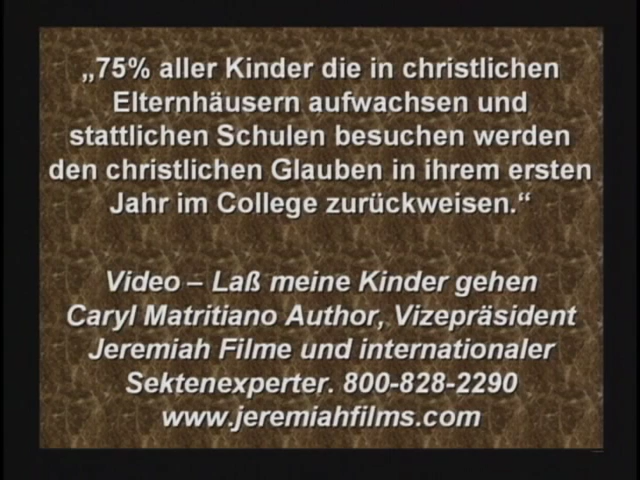 „75% aller Kinder die in christlichen
Elternhäusern aufwachsen und
stattlichen Schulen besuchen werden
den christlichen Glauben in ihrem ersten
Jahr im College zurückweisen.“
Video – Laß meine Kinder gehen
Caryl Matritiano Author, Vizepräsident
Jeremiah Filme und internationaler
Sektenexperter. 800-828-2290
www.jeremiahfilms.com